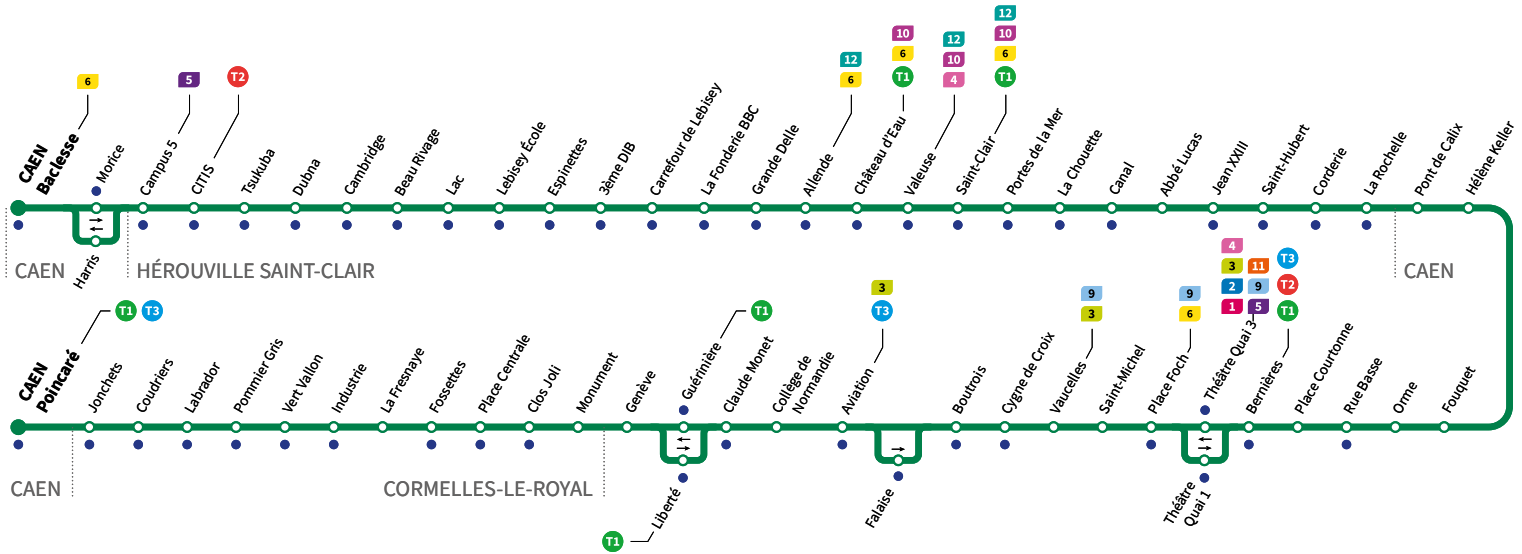 12
10
6
T1
12
10
4
10
6
T1
12
6
6
5
T2
CAEN
Baclesse
Morice
Campus 5
CITIS
Tsukuba
Dubna
Cambridge
Beau Rivage
Lac
Lebisey École
Espinettes
3ème DIB
Carrefour de Lebisey
La Fonderie BBC
Grande Delle
Allende
Château d'Eau
Valeuse
Saint-Clair
Portes de la Mer
La Chouette
Canal
Abbé Lucas
Jean XXIII
Saint-Hubert
Corderie
La Rochelle
Pont de Calix
Hélène Keller
Harris
CAEN
HÉROUVILLE SAINT-CLAIR
CAEN
T1 T3
T1
3
T3
9
3
9
6
4
3 11
2 9
1 5
T3
T2
T1
CAEN
Poincaré
Jonchets
Coudriers
Labrador
Pommier Gris
Vert Vallon
Industrie
La Fresnaye
Fossettes
Place Centrale
Clos Joli
Monument
Genève
Guérinière
Claude Monet
Collège de
Normandie
Aviation
Boutrois
Cygne de Croix
Vaucelles
Saint-Michel
Place Foch
Théâtre Quai 3
Bernières
Place Courtonne
Rue Basse
Orme
Fouquet
CAEN
CORMELLES-LE-ROYAL
Liberté
T1
Falaise
Théâtre
Quai 1